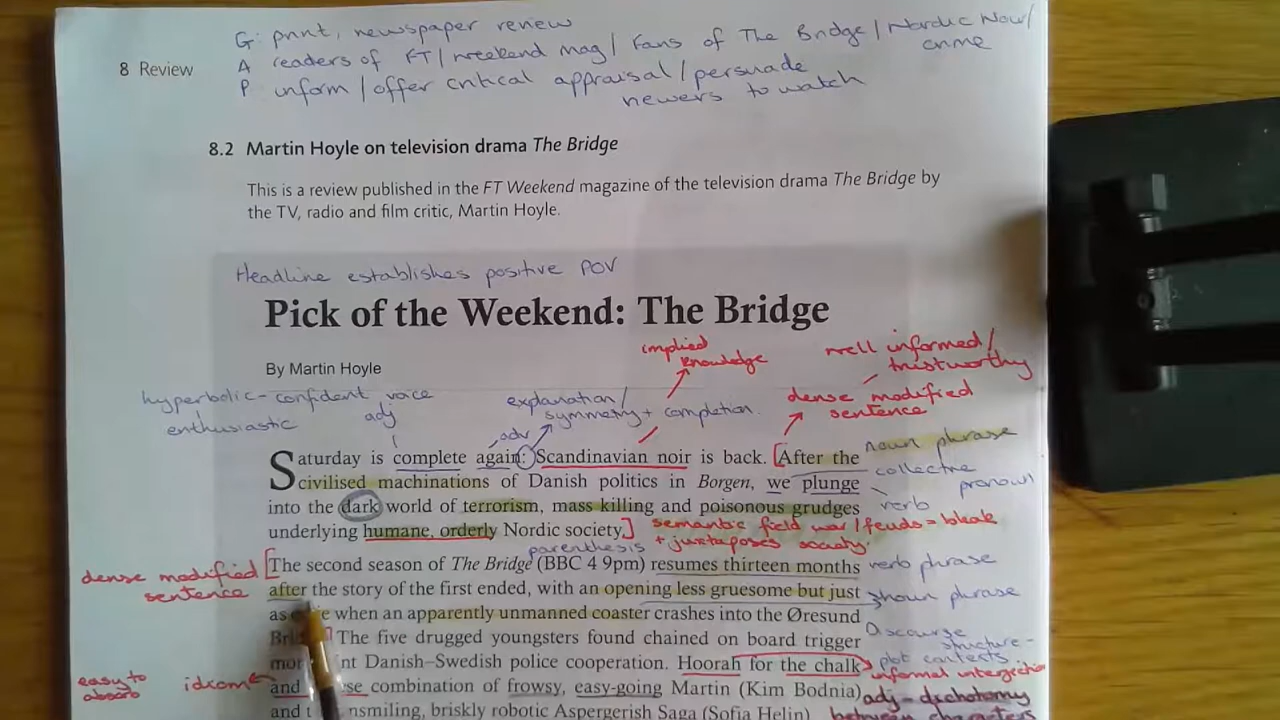 G: print, newspaper review
A readers of FT/weekend mag/Fans of The Bridge/Nordic Noir/
crime
8 Review
P inform/offer critical appraisal/persuade
viewers to watch
8.2 Martin Hoyle on television drama The Bridge
This is a review published in the FT Weekend magazine of the television drama The Bridge by
the TV, radio and film critic, Martin Hoyle.
Headline establishes positive POV
Pick of the Weekend: The Bridge
By Martin Hoyle
implied
knowledge
well informed/
trustworthy
hyperbolic - confident voice
enthusiastic
adj
explanation/
symmetry + completion
dense modified
sentence
adv
Saturday is complete again: Scandinavian noir is back. [After the
noun phrase
civilised machinations of Danish politics in Borgen, we plunge
collective
pronoun
into the dark world of terrorism, mass killing and poisonous grudges
verb
underlying humane, orderly Nordic society.]
semantic field war/feuds = bleak
+ juxtaposes society.
parenthesis
dense modified
sentence
[The second season of The Bridge (BBC 4 9pm) resumes thirteen months
verb phrase
after the story of the first ended, with an opening less gruesome but just
noun phrase
as when an apparently unmanned coaster crashes into the Øresund
The five drugged youngsters found chained on board trigger
Discourse
structure -
plot contexts
Danish–Swedish police cooperation. Hoorah for the chalk
informal interjection
easy to
absorb
idiom
and combination of frowsy, easy-going Martin (Kim Bodnia)
adj - dichotomy
between characters
and unsmiling, briskly robotic Aspergerish Saga (Sofia Helin)